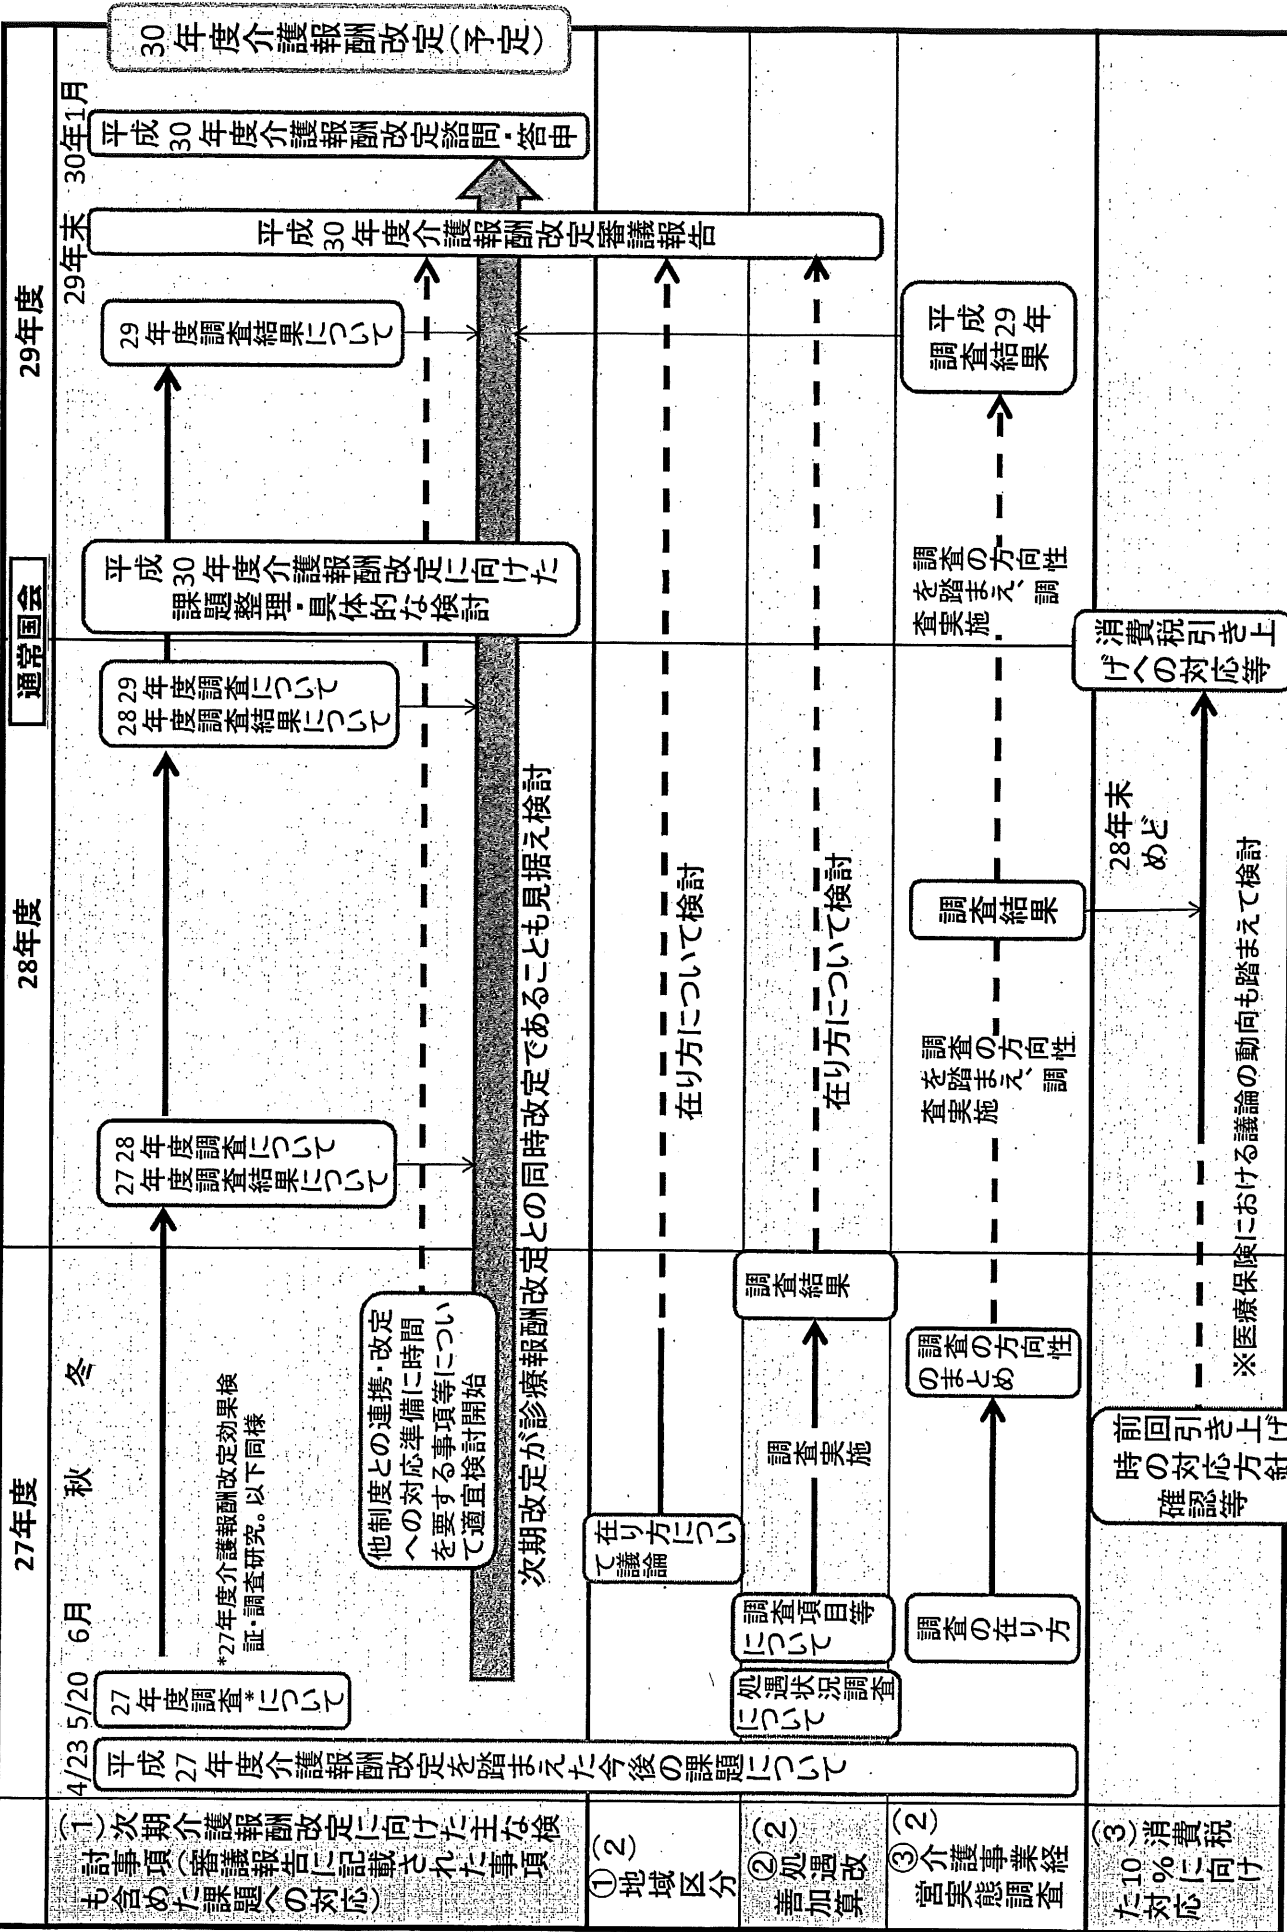 27年度
28年度
29年度
通常国会
4/23
5/20
6月
秋
冬
29年末
30年1月
（1）次期介護報酬改定に向けた主な検
討事項（審議報告に記載された事項
も含めた課題への対応）
平成27年度介護報酬改定を踏まえた今後の課題について
27年度調査*について
*27年度介護報酬改定効果検
証・調査研究。以下同様
他制度との連携・改定
への対応準備に時間
を要する事項等につい
て適宜検討開始
28年度調査について
27年度調査結果について
29年度調査について
28年度調査結果について
平成30年度介護報酬改定に向けた
課題整理・具体的な検討
29年度調査結果について
平成30年度介護報酬改定審議報告
平成30年度介護報酬改定諮問・答申
30年度介護報酬改定（予定）
次期改定が診療報酬改定との同時改定であることも見据え検討
（2）
①地域区分
在り方につい
て議論
在り方について検討
（2）
②処遇改
善加算
処遇状況調査
について
調査項目等
について
調査実施
調査結果
在り方について検討
（2）
③介護事業経
営実態調査
調査の在り方
調査の方向性
のまとめ
調査の方向性
を踏まえ、調
査実施
調査結果
調査の方向性
を踏まえ、調
査実施
平成29年
調査結果
（3）消費税
10%に向け
た対応
前回引き上げ
時の対応方針
確認等
28年末
めど
消費税引き上
げへの対応等
※医療保険における議論の動向も踏まえて検討